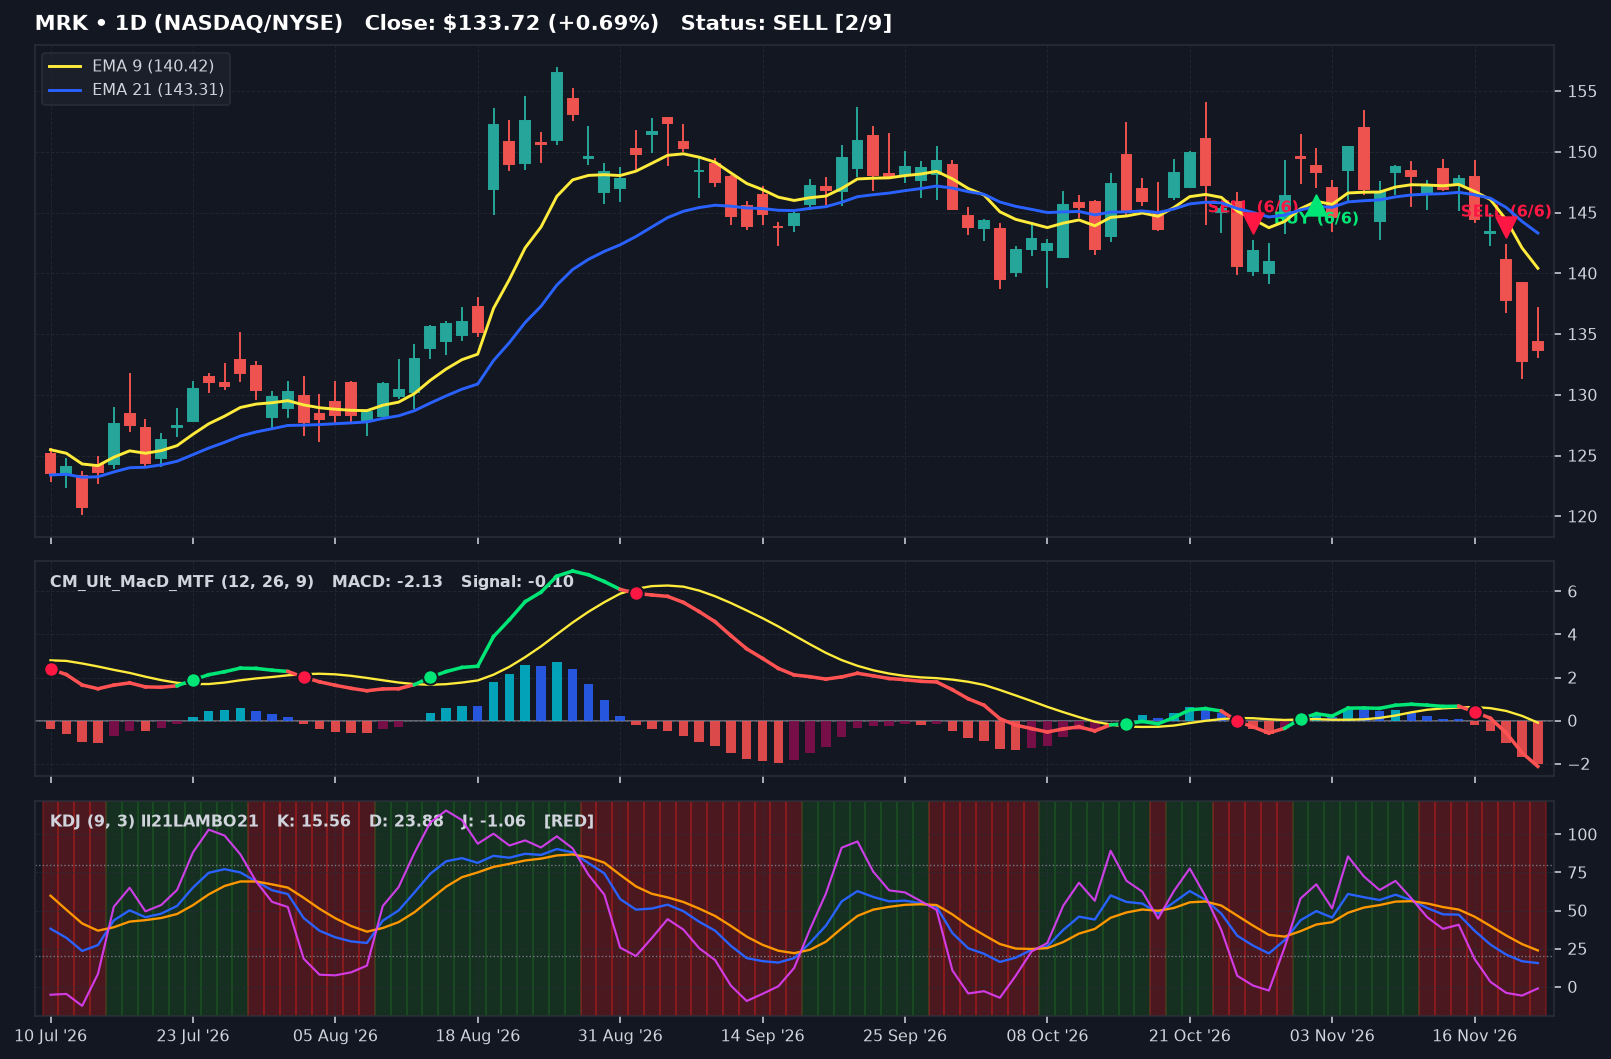 MRK • 1D (NASDAQ/NYSE)   Close: $133.72 (+0.69%)   Status: SELL [2/9]
EMA 9 (140.42)
EMA 21 (143.31)
155
150
145
140
135
130
125
120
SELL (6/6)
BUY (6/6)
SELL (6/6)
CM_Ult_MacD_MTF (12, 26, 9)   MACD: -2.13   Signal: -0.10
6
4
2
0
−2
KDJ (9, 3) II21LAMBO21   K: 15.56   D: 23.88   J: -1.06   [RED]
100
75
50
25
0
10 Jul '26
23 Jul '26
05 Aug '26
18 Aug '26
31 Aug '26
14 Sep '26
25 Sep '26
08 Oct '26
21 Oct '26
03 Nov '26
16 Nov '26